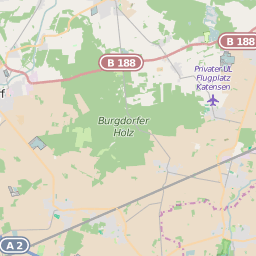 B 188
B 188
Privater UL
Flugplatz
Katensen
f
Burgdorfer
Holz
A 2